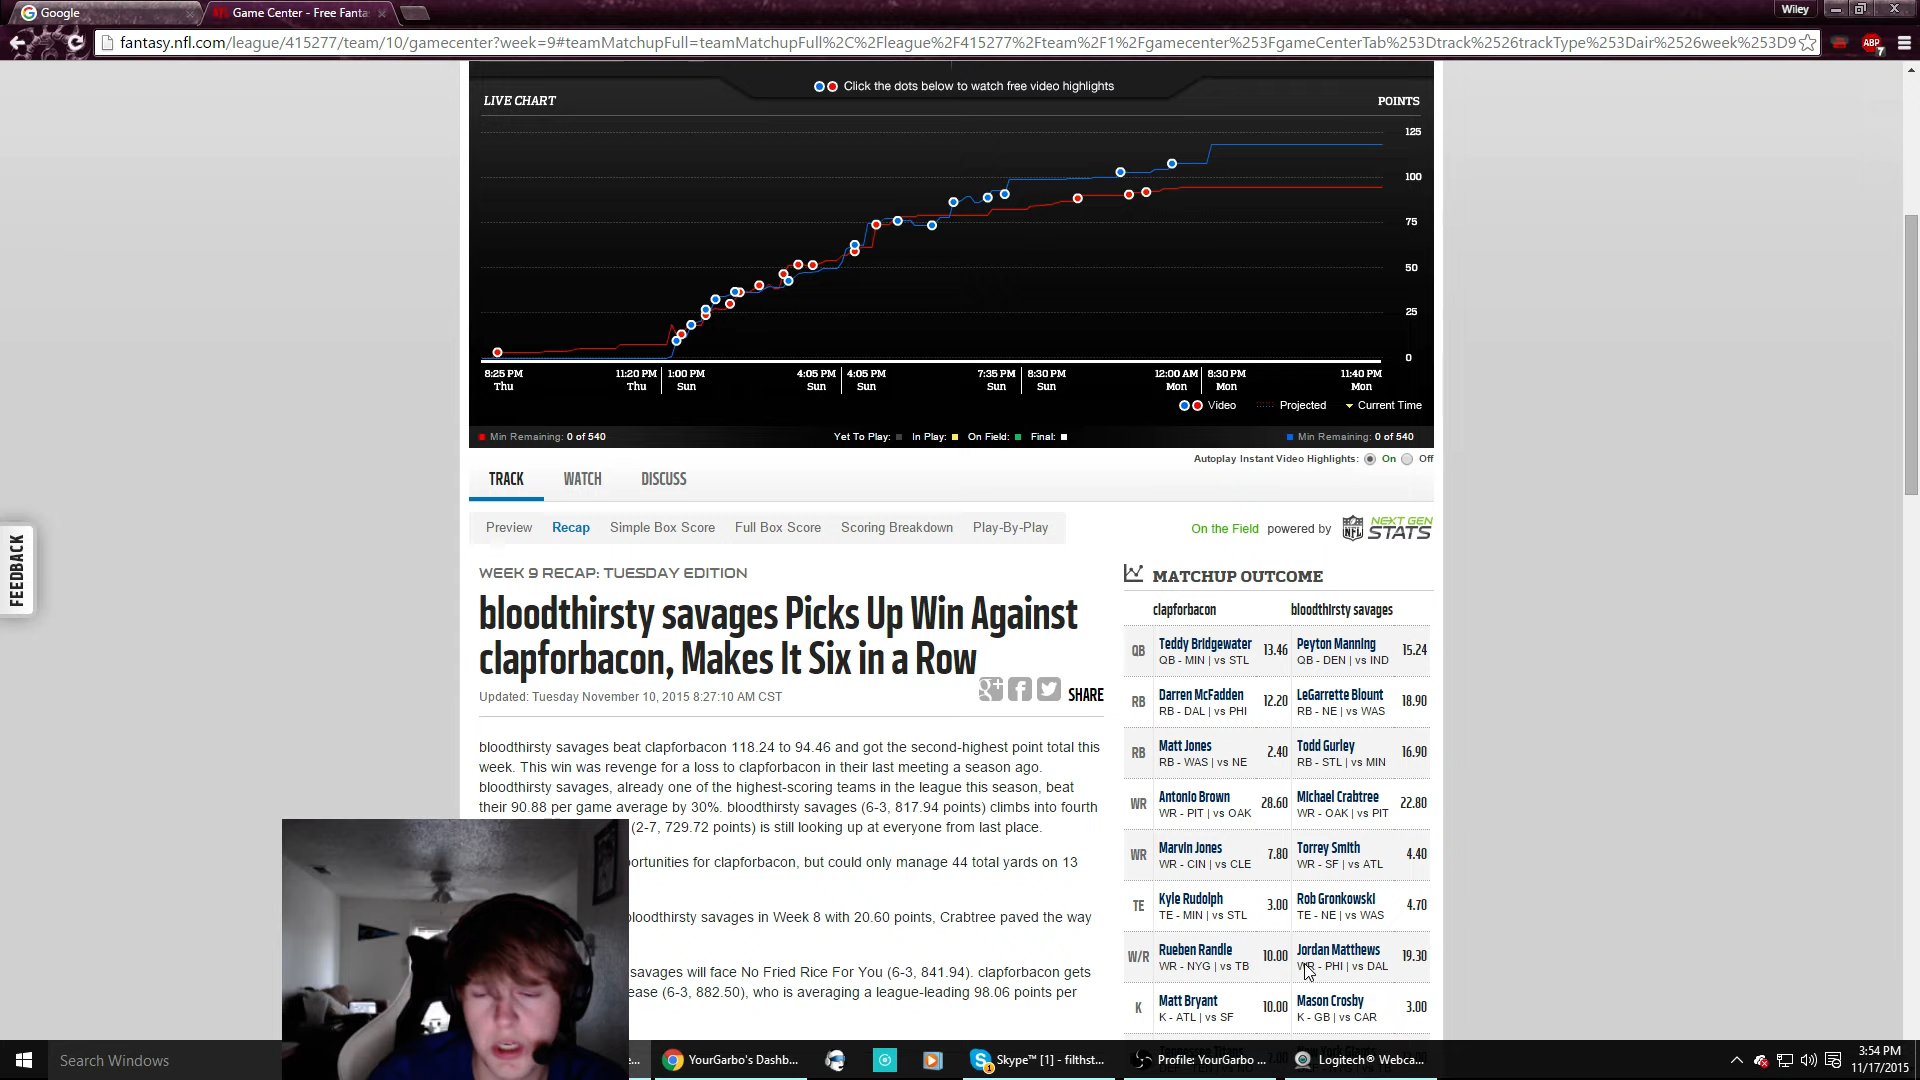 Google
Game Center - Free Fanta
Wiley
fantasy.nfl.com/league/415277/team/10/gamecenter?week=9#teamMatchupFull=teamMatchupFull%2C%2Fleague%2F415277%2Fteam%2F1%2Fgamecenter%253FgameCenterTab%253Dtrack%2526trackType%253Dair%2526week%253D9
ABP
7
Click the dots below to watch free video highlights
LIVE CHART
POINTS
125
100
75
50
25
0
8:25 PM Thu
11:20 PM Thu
1:00 PM Sun
4:05 PM Sun
4:05 PM Sun
7:35 PM Sun
8:30 PM Sun
12:00 AM Mon
8:30 PM Mon
11:40 PM Mon
Video Projected Current Time
Min Remaining: 0 of 540
Yet To Play: In Play: On Field: Final:
Min Remaining: 0 of 540
Autoplay Instant Video Highlights: On Off
TRACK WATCH DISCUSS
FEEDBACK
Preview Recap Simple Box Score Full Box Score Scoring Breakdown Play-By-Play
On the Field powered by NFL NEXT GEN STATS
WEEK 9 RECAP: TUESDAY EDITION
bloodthirsty savages Picks Up Win Against
clapforbacon, Makes It Six in a Row
Updated: Tuesday November 10, 2015 8:27:10 AM CST
g+ f SHARE
bloodthirsty savages beat clapforbacon 118.24 to 94.46 and got the second-highest point total this
week. This win was revenge for a loss to clapforbacon in their last meeting a season ago.
bloodthirsty savages, already one of the highest-scoring teams in the league this season, beat
their 90.88 per game average by 30%. bloodthirsty savages (6-3, 817.94 points) climbs into fourth
(2-7, 729.72 points) is still looking up at everyone from last place.
ortunities for clapforbacon, but could only manage 44 total yards on 13
bloodthirsty savages in Week 8 with 20.60 points, Crabtree paved the way
savages will face No Fried Rice For You (6-3, 841.94). clapforbacon gets
ease (6-3, 882.50), who is averaging a league-leading 98.06 points per
MATCHUP OUTCOME
clapforbacon bloodthirsty savages
QB Teddy Bridgewater 13.46 Peyton Manning 15.24
QB - MIN | vs STL QB - DEN | vs IND
RB Darren McFadden 12.20 LeGarrette Blount 18.90
RB - DAL | vs PHI RB - NE | vs WAS
RB Matt Jones 2.40 Todd Gurley 16.90
RB - WAS | vs NE RB - STL | vs MIN
WR Antonio Brown 28.60 Michael Crabtree 22.80
WR - PIT | vs OAK WR - OAK | vs PIT
WR Marvin Jones 7.80 Torrey Smith 4.40
WR - CIN | vs CLE WR - SF | vs ATL
TE Kyle Rudolph 3.00 Rob Gronkowski 4.70
TE - MIN | vs STL TE - NE | vs WAS
W/R Rueben Randle 10.00 Jordan Matthews 19.30
WR - NYG | vs TB WR - PHI | vs DAL
K Matt Bryant 10.00 Mason Crosby 3.00
K - ATL | vs SF K - GB | vs CAR
Search Windows
e...
YourGarbo's Dashb...
Skype™ [1] - filthst...
1
Profile: YourGarbo ...
Logitech® Webca...
3:54 PM
11/17/2015